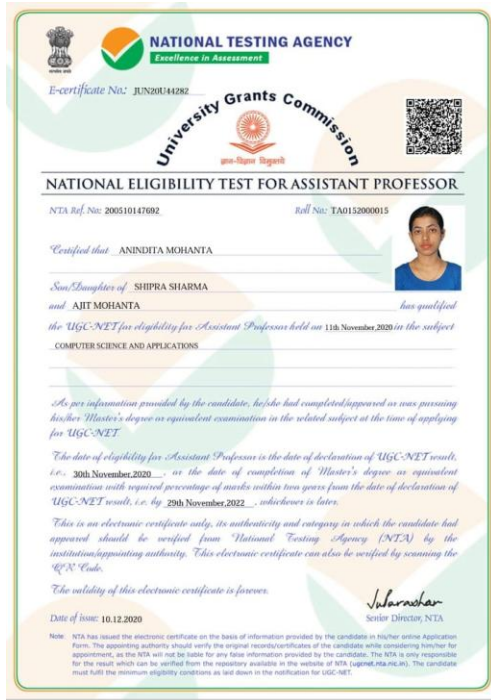 NATIONAL TESTING AGENCY
Excellence in Assessment
E-certificate No.: JUN20U44282
University Grants Commission
ज्ञान-विज्ञान विमुक्तये
NATIONAL ELIGIBILITY TEST FOR ASSISTANT PROFESSOR
NTA Ref. No: 200510147692 Roll No: TA0152000015
Certified that ANINDITA MOHANTA
Son/Daughter of SHIPRA SHARMA
and AJIT MOHANTA has qualified
the UGC-NET for eligibility for Assistant Professor held on 11th November,2020 in the subject
COMPUTER SCIENCE AND APPLICATIONS
As per information provided by the candidate, he/she had completed/appeared or was pursuing
his/her Master's degree or equivalent examination in the related subject at the time of applying
for UGC-NET.
The date of eligibility for Assistant Professor is the date of declaration of UGC-NET result,
i.e., 30th November,2020 , or the date of completion of Master's degree or equivalent
examination with required percentage of marks within two years from the date of declaration of
UGC-NET result, i.e. by 29th November,2022 , whichever is later.
This is an electronic certificate only, its authenticity and category in which the candidate had
appeared should be verified from National Testing Agency (NTA) by the
institution/appointing authority. This electronic certificate can also be verified by scanning the
QR Code.
The validity of this electronic certificate is forever.
Date of issue: 10.12.2020 Senior Director, NTA
Note: NTA has issued the electronic certificate on the basis of information provided by the candidate in his/her online Application
Form. The appointing authority should verify the original records/certificates of the candidate while considering him/her for
appointment, as the NTA will not be liable for any false information provided by the candidate. The NTA is only responsible
for the result which can be verified from the repository available in the website of NTA (ugcnet.nta.nic.in). The candidate
must fulfil the minimum eligibility conditions as laid down in the notification for UGC-NET.